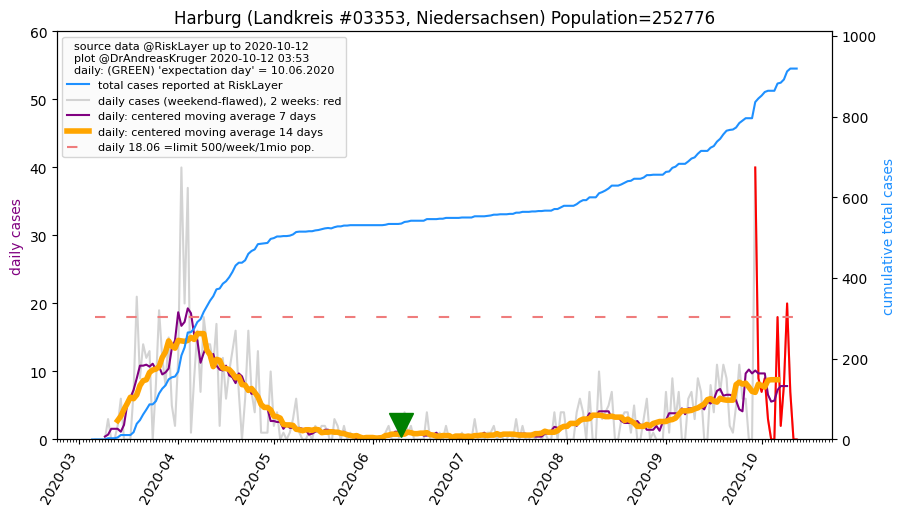 Harburg (Landkreis #03353, Niedersachsen) Population=252776
source data @RiskLayer up to 2020-10-12
plot @DrAndreasKruger 2020-10-12 03:53
daily: (GREEN) 'expectation day' = 10.06.2020
total cases reported at RiskLayer
daily cases (weekend-flawed), 2 weeks: red
daily: centered moving average 7 days
daily: centered moving average 14 days
daily 18.06 =limit 500/week/1mio pop.
daily cases
60
50
40
30
20
10
0
cumulative total cases
1000
800
600
400
200
0
2020-03
2020-04
2020-05
2020-06
2020-07
2020-08
2020-09
2020-10